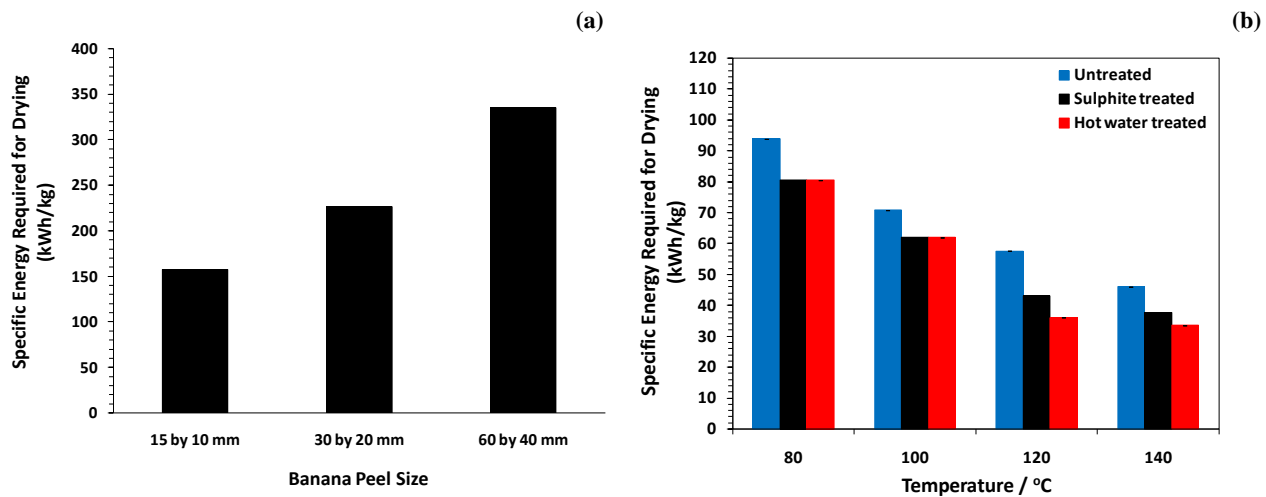 (a)
Specific Energy Required for Drying
(kWh/kg)
400
350
300
250
200
150
100
50
0
15 by 10 mm
30 by 20 mm
60 by 40 mm
Banana Peel Size
(b)
Specific Energy Required for Drying
(kWh/kg)
120
110
100
90
80
70
60
50
40
30
20
10
0
Untreated
Sulphite treated
Hot water treated
80
100
120
140
Temperature / °C